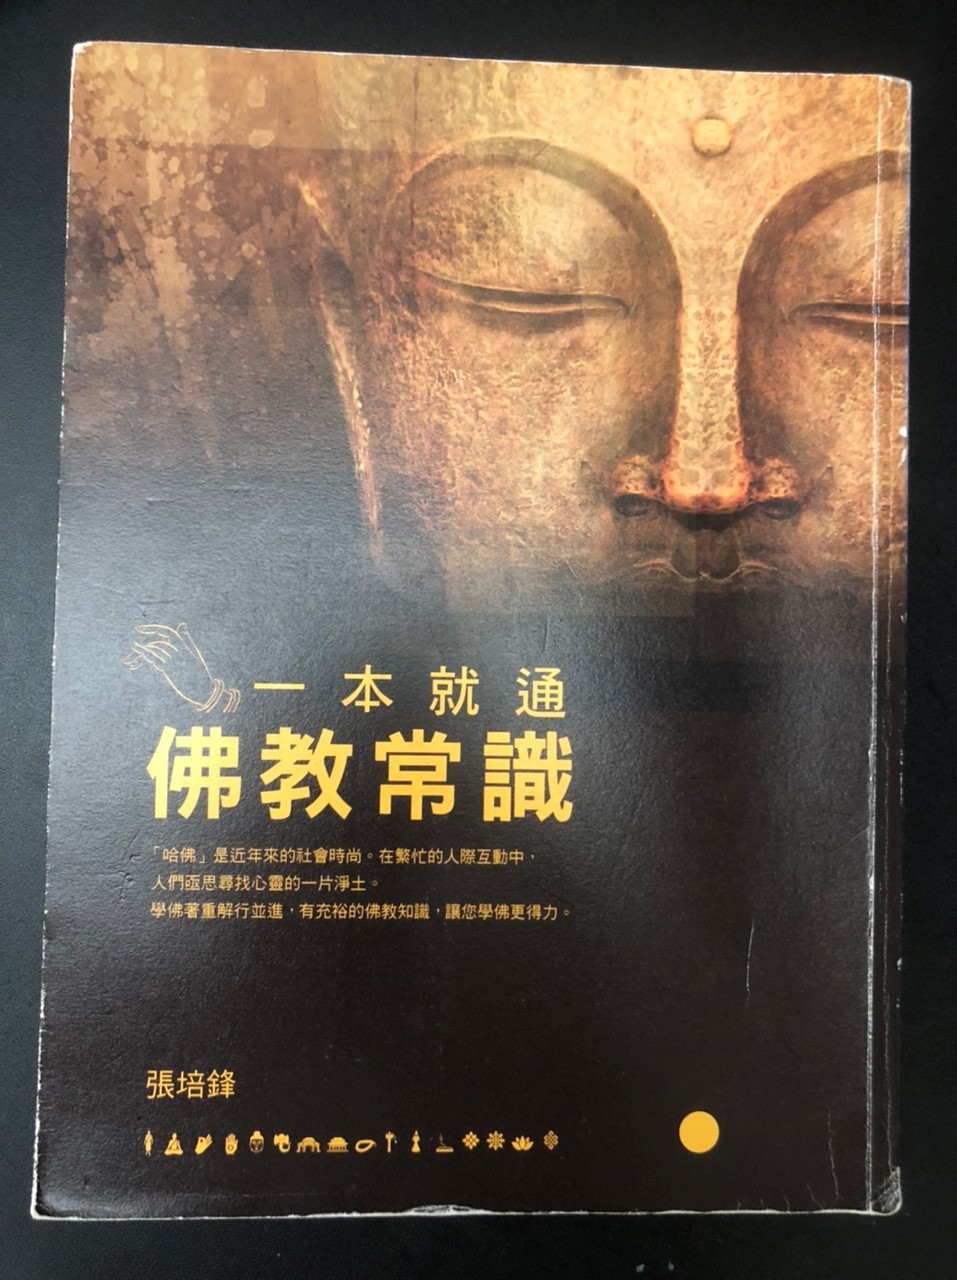 一本就通
佛教常識
「哈佛」是近年來的社會時尚。在繁忙的人際互動中，
人們亟思尋找心靈的一片淨土。
學佛著重解行並進，有充裕的佛教知識，讓您學佛更得力。
張培鋒